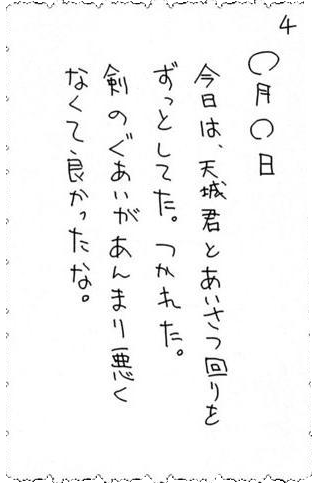 4
〇月〇日
今日は、天城君とあいさつ回りを
ずっとしてた。つかれた。
剣のぐあいがあんまり悪く
なくて良かったな。